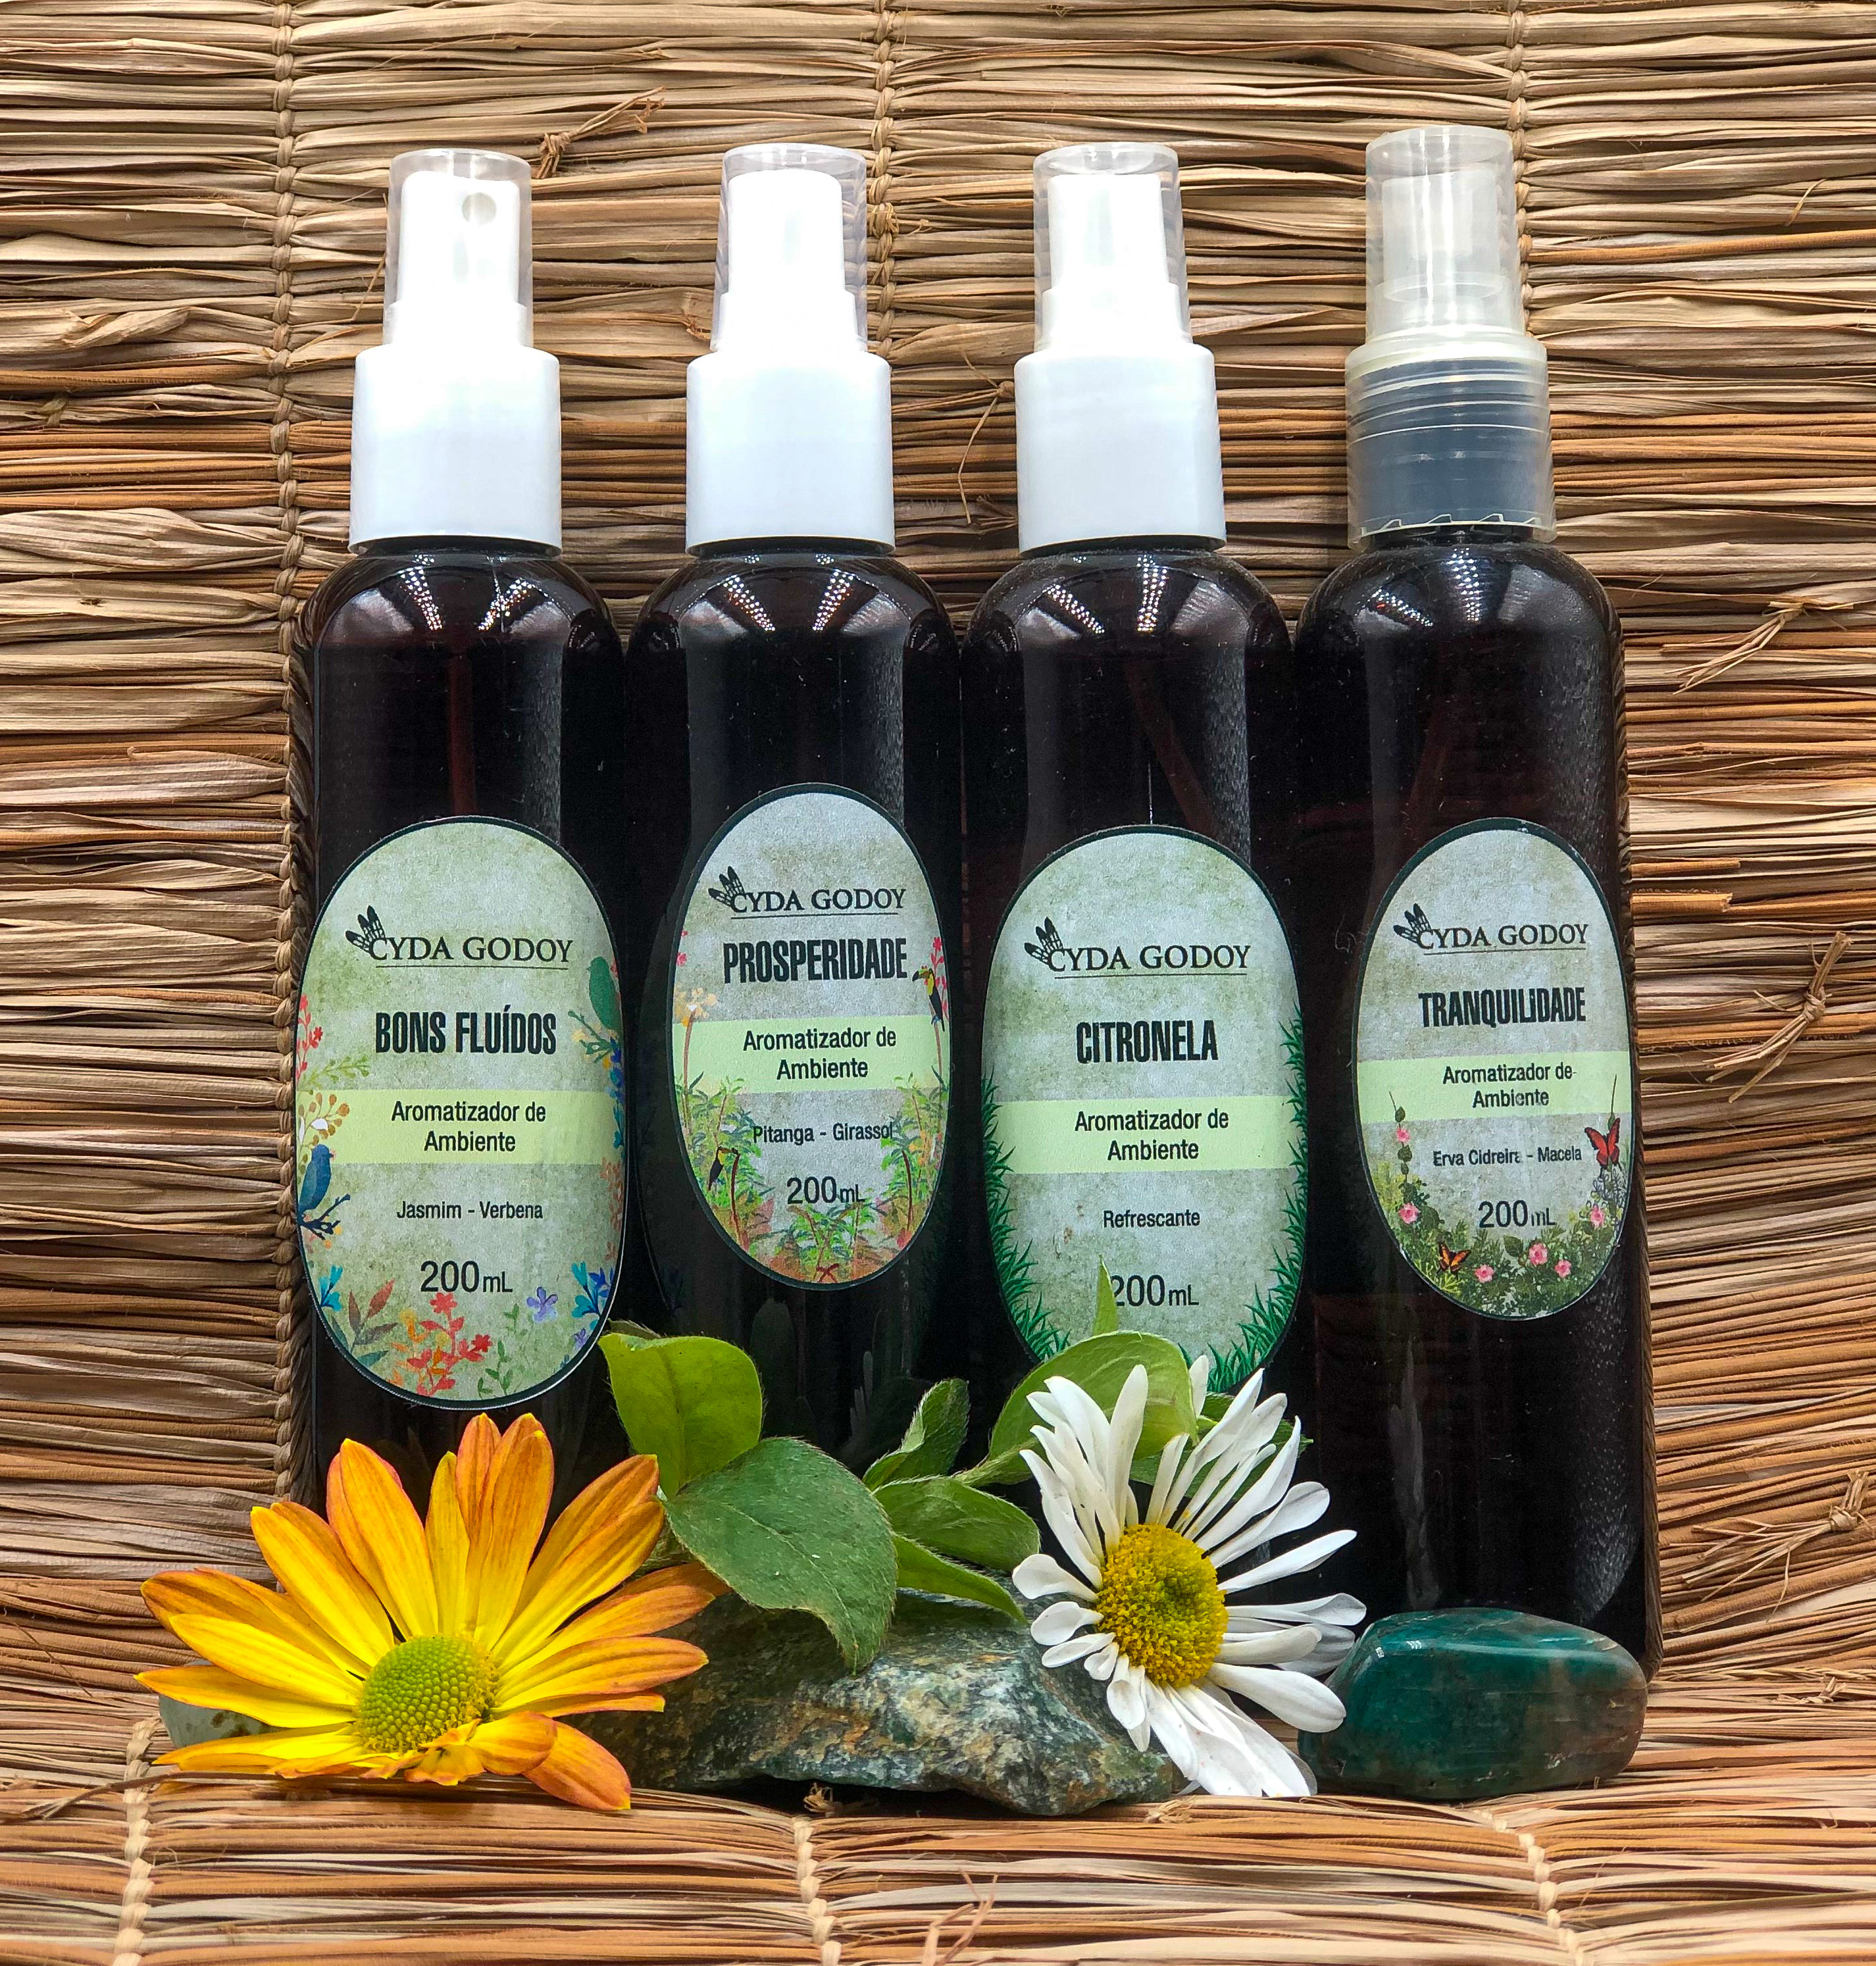 CYDA GODOY
BONS FLUÍDOS
Aromatizador de
Ambiente
Jasmim - Verbena
200mL
CYDA GODOY
PROSPERIDADE
Aromatizador de
Ambiente
Pitanga - Girassol
200mL
CYDA GODOY
CITRONELA
Aromatizador de
Ambiente
Refrescante
200mL
CYDA GODOY
TRANQUILIDADE
Aromatizador de
Ambiente
Erva Cidreira - Macela
200mL